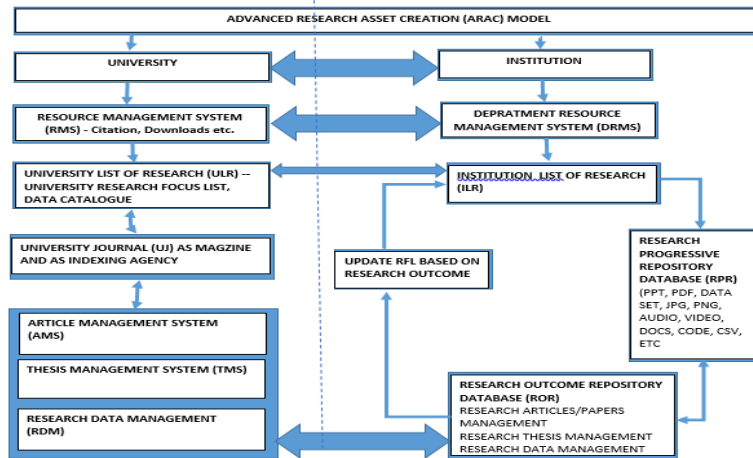 ADVANCED RESEARCH ASSET CREATION (ARAC) MODEL
UNIVERSITY
INSTITUTION
RESOURCE MANAGEMENT SYSTEM
(RMS) - Citation, Downloads etc.
DEPRATMENT RESOURCE
MANAGEMENT SYSTEM (DRMS)
UNIVERSITY LIST OF RESEARCH (ULR) --
UNIVERSITY RESEARCH FOCUS LIST,
DATA CATALOGUE
INSTITUTION LIST OF RESEARCH
(ILR)
UNIVERSITY JOURNAL (UJ) AS MAGZINE
AND AS INDEXING AGENCY
UPDATE RFL BASED ON
RESEARCH OUTCOME
RESEARCH
PROGRESSIVE
REPOSITORY
DATABASE (RPR)
(PPT, PDF, DATA
SET, JPG, PNG,
AUDIO, VIDEO,
DOCS, CODE, CSV,
ETC
ARTICLE MANAGEMENT SYSTEM
(AMS)
THESIS MANAGEMENT SYSTEM (TMS)
RESEARCH DATA MANAGEMENT
(RDM)
RESEARCH OUTCOME REPOSITORY
DATABASE (ROR)
RESEARCH ARTICLES/PAPERS
MANAGEMENT
RESEARCH THESIS MANAGEMENT
RESEARCH DATA MANAGEMENT